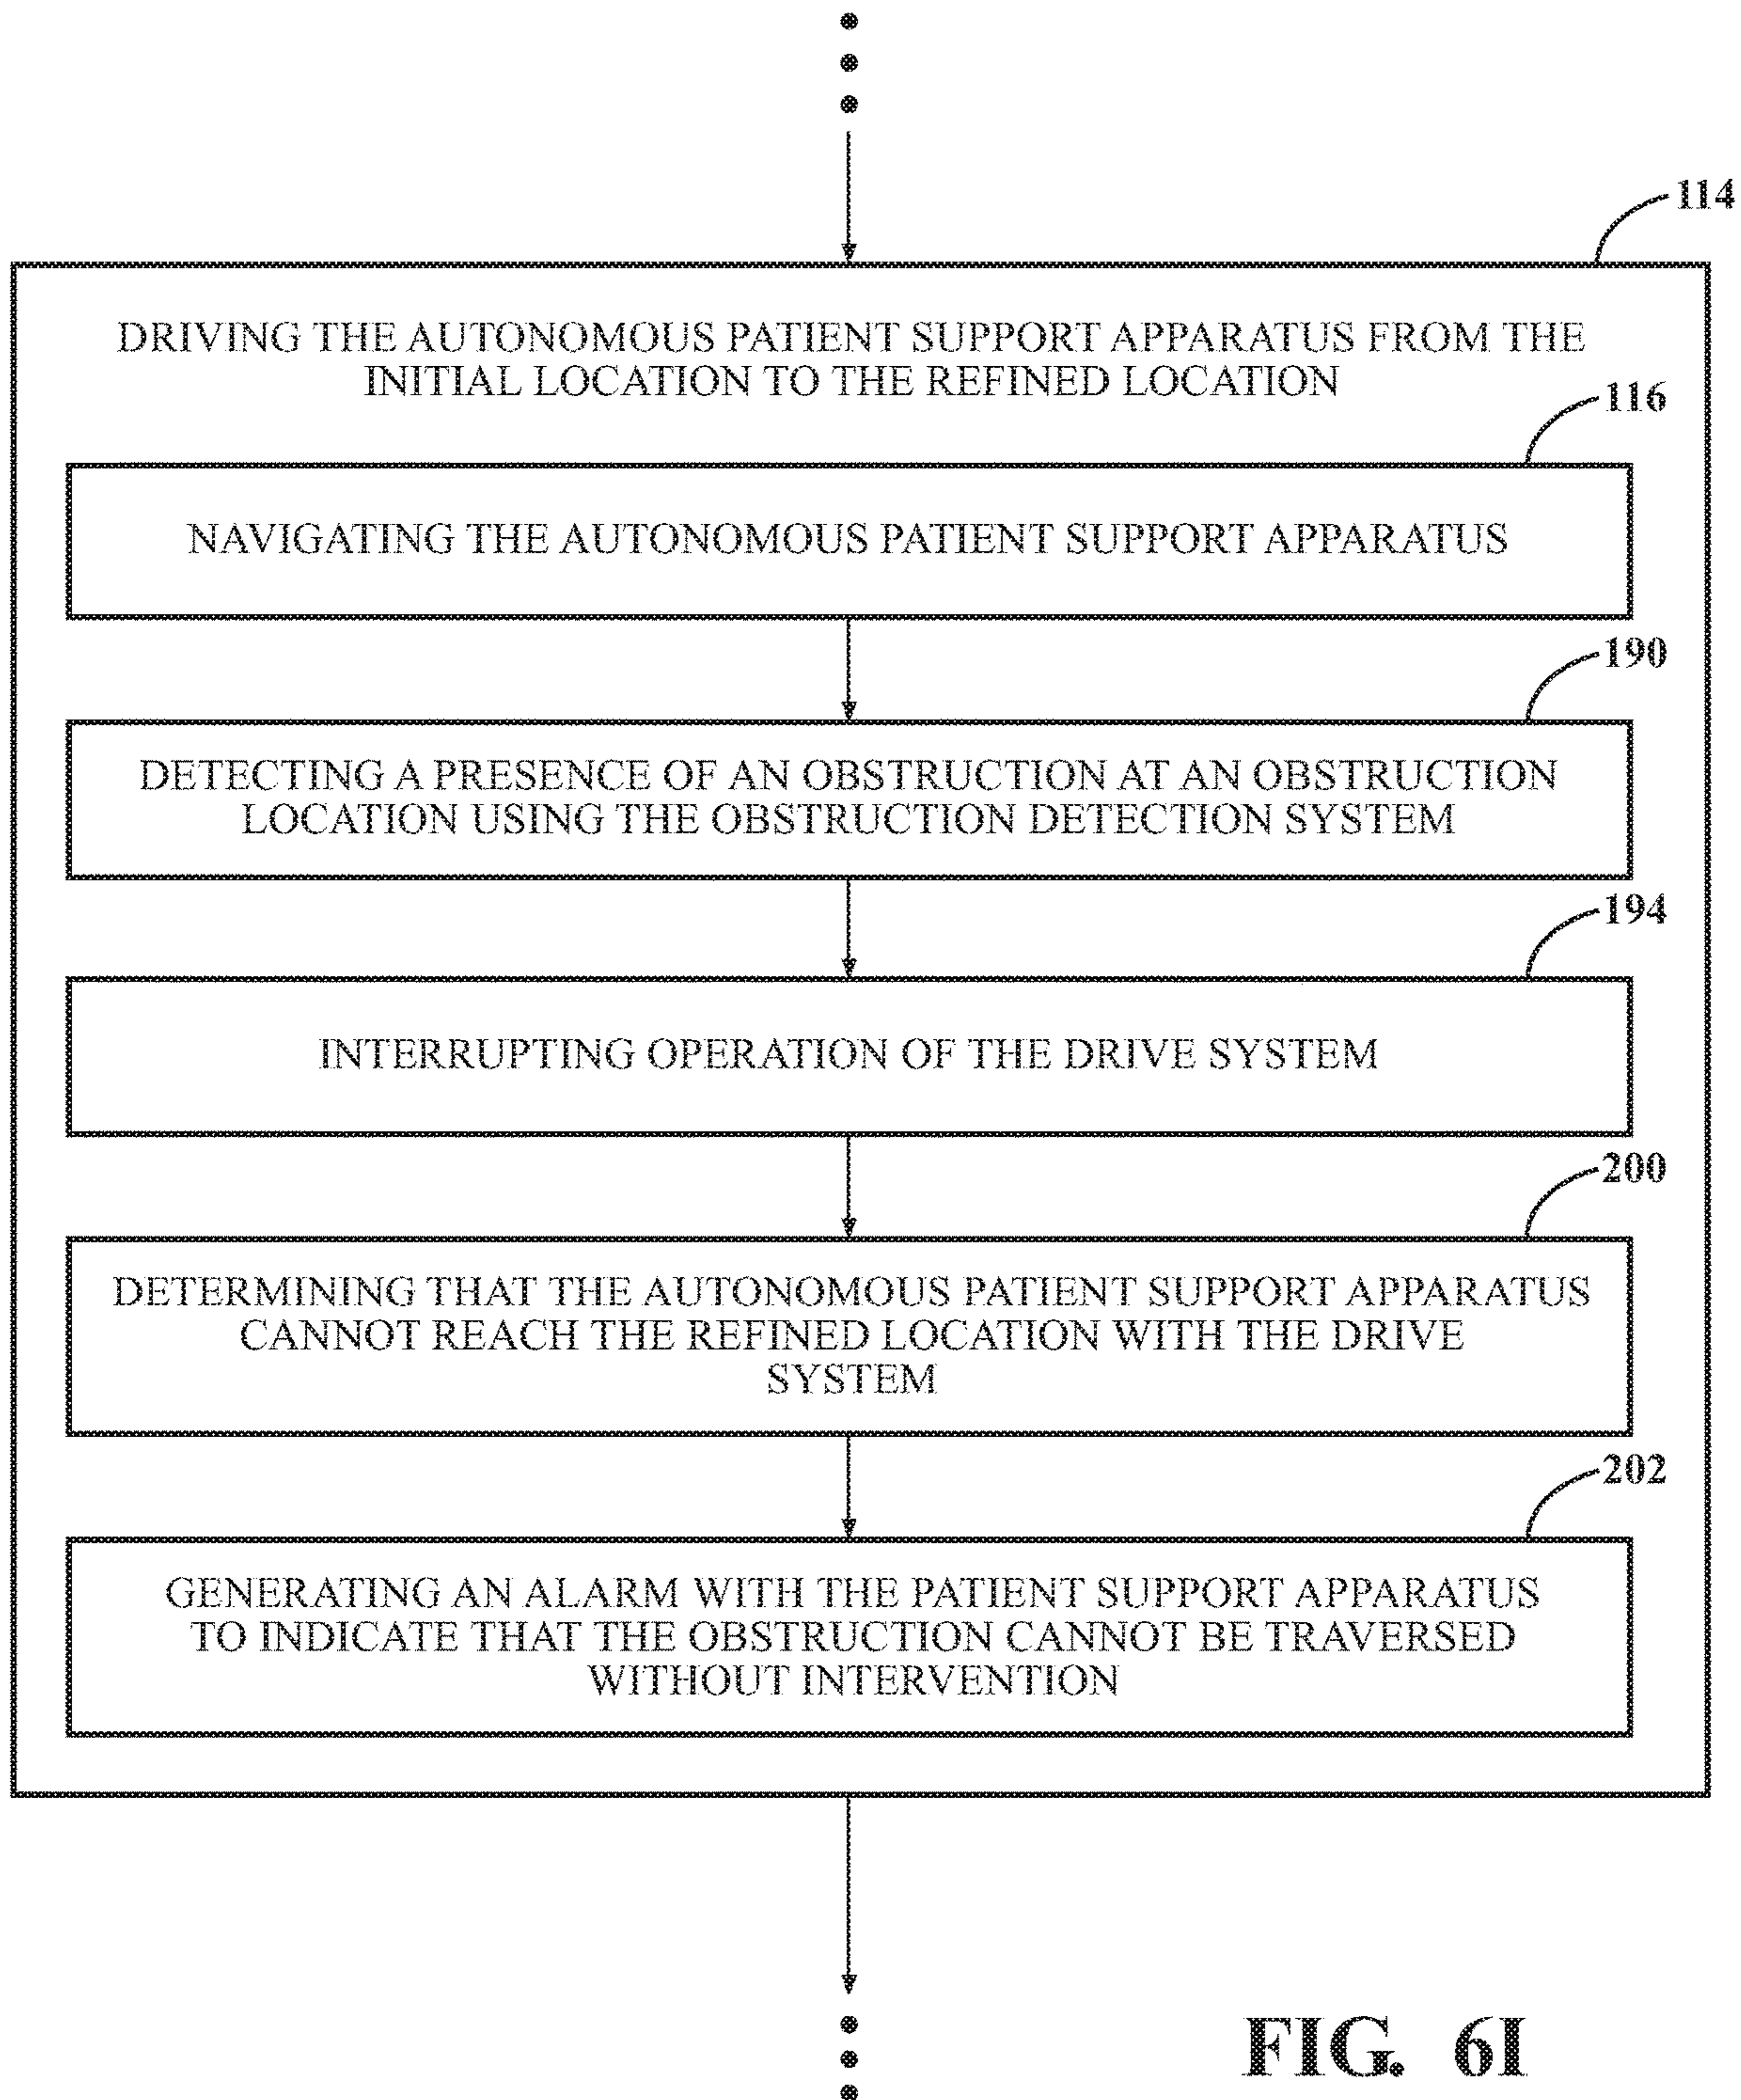 114
DRIVING THE AUTONOMOUS PATIENT SUPPORT APPARATUS FROM THE
INITIAL LOCATION TO THE REFINED LOCATION
116
NAVIGATING THE AUTONOMOUS PATIENT SUPPORT APPARATUS
190
DETECTING A PRESENCE OF AN OBSTRUCTION AT AN OBSTRUCTION
LOCATION USING THE OBSTRUCTION DETECTION SYSTEM
194
INTERRUPTING OPERATION OF THE DRIVE SYSTEM
200
DETERMINING THAT THE AUTONOMOUS PATIENT SUPPORT APPARATUS
CANNOT REACH THE REFINED LOCATION WITH THE DRIVE
SYSTEM
202
GENERATING AN ALARM WITH THE PATIENT SUPPORT APPARATUS
TO INDICATE THAT THE OBSTRUCTION CANNOT BE TRAVERSED
WITHOUT INTERVENTION
FIG. 6I